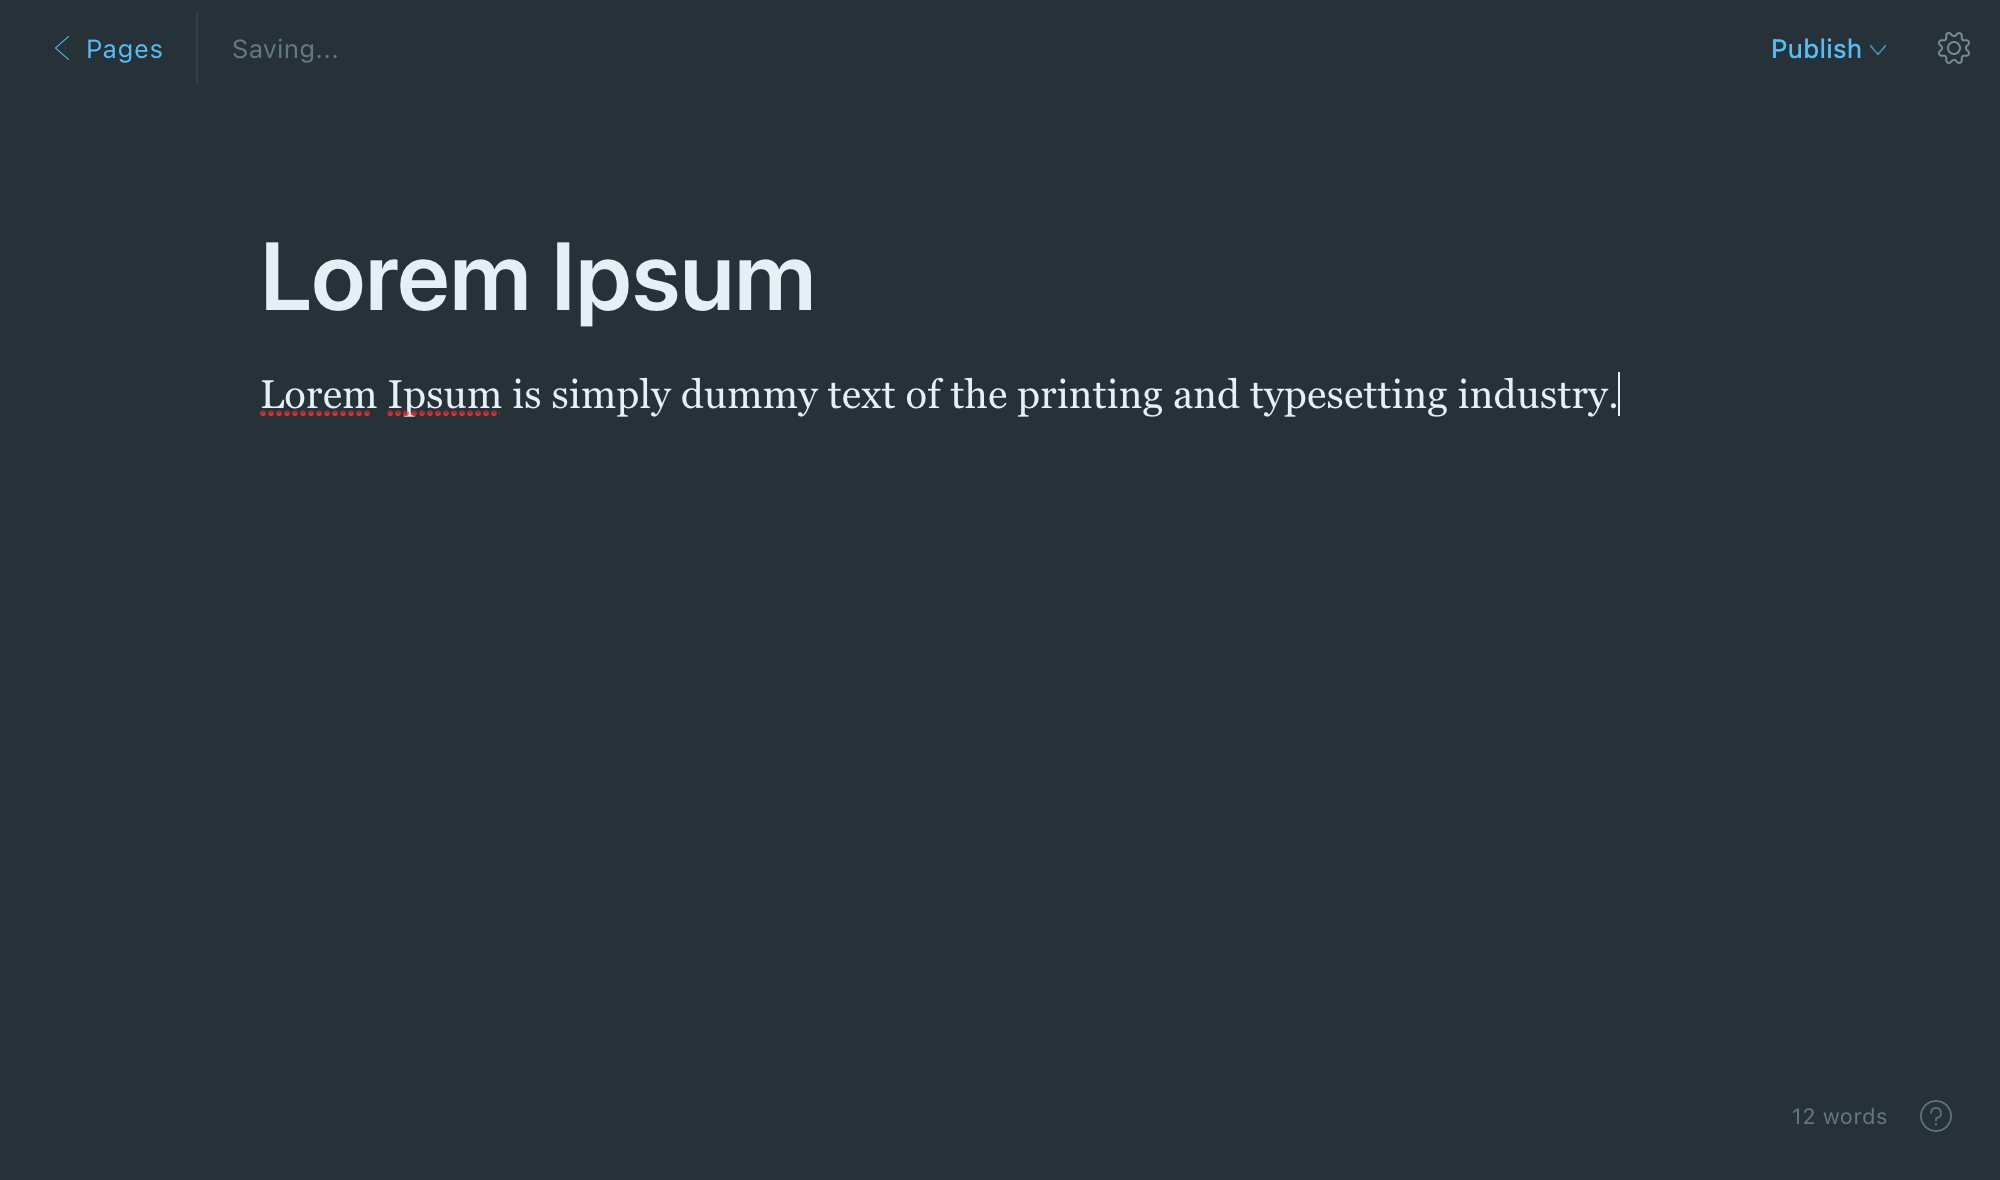 Pages
Saving...
Publish
Lorem Ipsum
Lorem Ipsum is simply dummy text of the printing and typesetting industry.
12 words
?